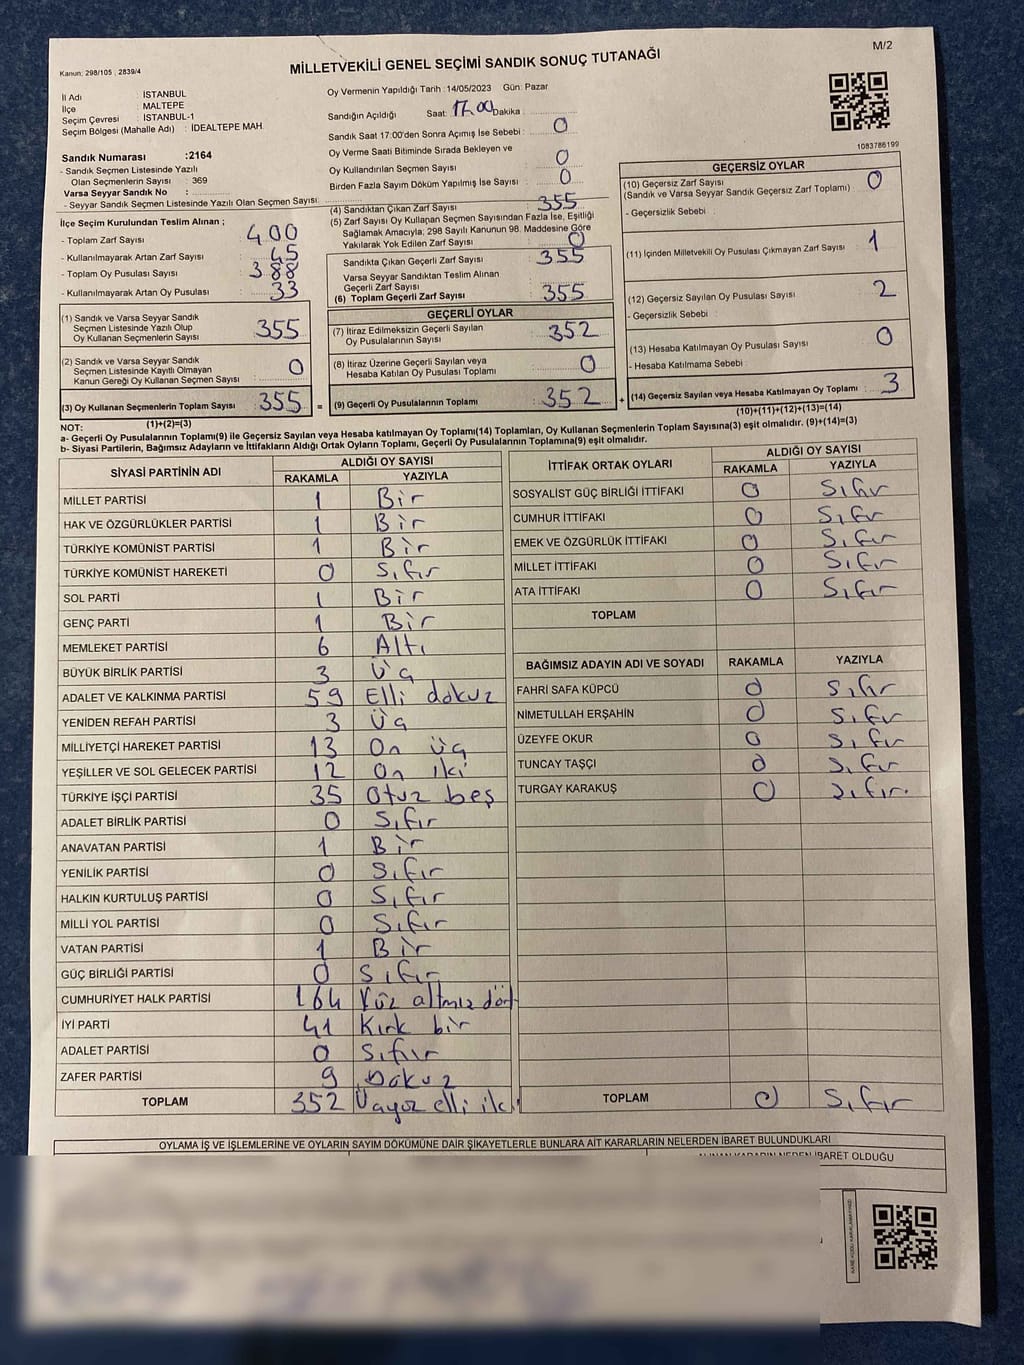 Kanun; 298/105 , 2839/4
MİLLETVEKİLİ GENEL SEÇİMİ SANDIK SONUÇ TUTANAĞI
M/2
İl Adı : İSTANBUL
İlçe : MALTEPE
Seçim Çevresi : İSTANBUL-1
Seçim Bölgesi (Mahalle Adı) : İDEALTEPE MAH.
Sandık Numarası :2164
- Sandık Seçmen Listesinde Yazılı
Olan Seçmenlerin Sayısı : 369
Varsa Seyyar Sandık No :
- Seyyar Sandık Seçmen Listesinde Yazılı Olan Seçmen Sayısı:
Oy Vermenin Yapıldığı Tarih : 14/05/2023 Gün: Pazar
Sandığın Açıldığı Saat: 17.00 Dakika :
Sandık Saat 17:00'den Sonra Açımış İse Sebebi : 0
Oy Verme Saati Bitiminde Sırada Bekleyen ve
Oy Kullandırılan Seçmen Sayısı : 0
Birden Fazla Sayım Döküm Yapılmış İse Sayısı : 0
1083786199
İlçe Seçim Kurulundan Teslim Alınan ;
- Toplam Zarf Sayısı : 400
- Kullanılmayarak Artan Zarf Sayısı : 45
- Toplam Oy Pusulası Sayısı : 388
- Kullanılmayarak Artan Oy Pusulası : 33
(1) Sandık ve Varsa Seyyar Sandık
Seçmen Listesinde Yazılı Olup
Oy Kullanan Seçmenlerin Sayısı : 355
(2) Sandık ve Varsa Seyyar Sandık
Seçmen Listesinde Kayıtlı Olmayan
Kanun Gereği Oy Kullanan Seçmen Sayısı : 0
(3) Oy Kullanan Seçmenlerin Toplam Sayısı : 355
(1)+(2)=(3)
(4) Sandıktan Çıkan Zarf Sayısı : 355
(5) Zarf Sayısı Oy Kullanan Seçmen Sayısından Fazla İse, Eşitliği
Sağlamak Amacıyla; 298 Sayılı Kanunun 98. Maddesine Göre
Yakılarak Yok Edilen Zarf Sayısı : 0
Sandıkta Çıkan Geçerli Zarf Sayısı : 355
Varsa Seyyar Sandıktan Teslim Alınan
Geçerli Zarf Sayısı :
(6) Toplam Geçerli Zarf Sayısı : 355
GEÇERLİ OYLAR
(7) İtiraz Edilmeksizin Geçerli Sayılan
Oy Pusulalarının Sayısı : 352
(8) İtiraz Üzerine Geçerli Sayılan veya
Hesaba Katılan Oy Pusulası Toplamı : 0
= (9) Geçerli Oy Pusulalarının Toplamı : 352
GEÇERSİZ OYLAR
(10) Geçersiz Zarf Sayısı
(Sandık ve Varsa Seyyar Sandık Geçersiz Zarf Toplamı) : 0
- Geçersizlik Sebebi :
(11) İçinden Milletvekili Oy Pusulası Çıkmayan Zarf Sayısı : 1
(12) Geçersiz Sayılan Oy Pusulası Sayısı : 2
- Geçersizlik Sebebi :
(13) Hesaba Katılmayan Oy Pusulası Sayısı : 0
- Hesaba Katılmama Sebebi :
+ (14) Geçersiz Sayılan veya Hesaba Katılmayan Oy Toplamı : 3
(10)+(11)+(12)+(13)=(14)
NOT:
a- Geçerli Oy Pusulalarının Toplamı(9) ile Geçersiz Sayılan veya Hesaba katılmayan Oy Toplamı(14) Toplamları, Oy Kullanan Seçmenlerin Toplam Sayısına(3) eşit olmalıdır. (9)+(14)=(3)
b- Siyasi Partilerin, Bağımsız Adayların ve İttifakların Aldığı Ortak Oyların Toplamı, Geçerli Oy Pusulalarının Toplamına(9) eşit olmalıdır.
SİYASİ PARTİNİN ADI ALDIĞI OY SAYISI
RAKAMLA YAZIYLA
MİLLET PARTİSİ 1 Bir
HAK VE ÖZGÜRLÜKLER PARTİSİ 1 Bir
TÜRKİYE KOMÜNİST PARTİSİ 1 Bir
TÜRKİYE KOMÜNİST HAREKETİ 0 Sıfır
SOL PARTİ 1 Bir
GENÇ PARTİ 1 Bir
MEMLEKET PARTİSİ 6 Altı
BÜYÜK BİRLİK PARTİSİ 3 Üç
ADALET VE KALKINMA PARTİSİ 59 Elli dokuz
YENİDEN REFAH PARTİSİ 3 Üç
MİLLİYETÇİ HAREKET PARTİSİ 13 On üç
YEŞİLLER VE SOL GELECEK PARTİSİ 12 On iki
TÜRKİYE İŞÇİ PARTİSİ 35 Otuz beş
ADALET BİRLİK PARTİSİ 0 Sıfır
ANAVATAN PARTİSİ 1 Bir
YENİLİK PARTİSİ 0 Sıfır
HALKIN KURTULUŞ PARTİSİ 0 Sıfır
MİLLİ YOL PARTİSİ 0 Sıfır
VATAN PARTİSİ 1 Bir
GÜÇ BİRLİĞİ PARTİSİ 0 Sıfır
CUMHURİYET HALK PARTİSİ 164 Yüz altmız dört
İYİ PARTİ 41 Kırk bir
ADALET PARTİSİ 0 Sıfır
ZAFER PARTİSİ 9 Dokuz
TOPLAM 352 Üçyüz elli iki
İTTİFAK ORTAK OYLARI ALDIĞI OY SAYISI
RAKAMLA YAZIYLA
SOSYALİST GÜÇ BİRLİĞİ İTTİFAKI 0 Sıfır
CUMHUR İTTİFAKI 0 Sıfır
EMEK VE ÖZGÜRLÜK İTTİFAKI 0 Sıfır
MİLLET İTTİFAKI 0 Sıfır
ATA İTTİFAKI 0 Sıfır
TOPLAM
BAĞIMSIZ ADAYIN ADI VE SOYADI RAKAMLA YAZIYLA
FAHRİ SAFA KÜPCÜ 0 Sıfır
NİMETULLAH ERŞAHİN 0 Sıfır
ÜZEYFE OKUR 0 Sıfır
TUNCAY TAŞÇI 0 Sıfır
TURGAY KARAKUŞ 0 Sıfır.
TOPLAM 0 Sıfır
OYLAMA İŞ VE İŞLEMLERİNE VE OYLARIN SAYIM DÖKÜMÜNE DAİR ŞİKAYETLERLE BUNLARA AİT KARARLARIN NELERDEN İBARET BULUNDUKLARI
ALINAN KARARIN NEDEN İBARET OLDUĞU